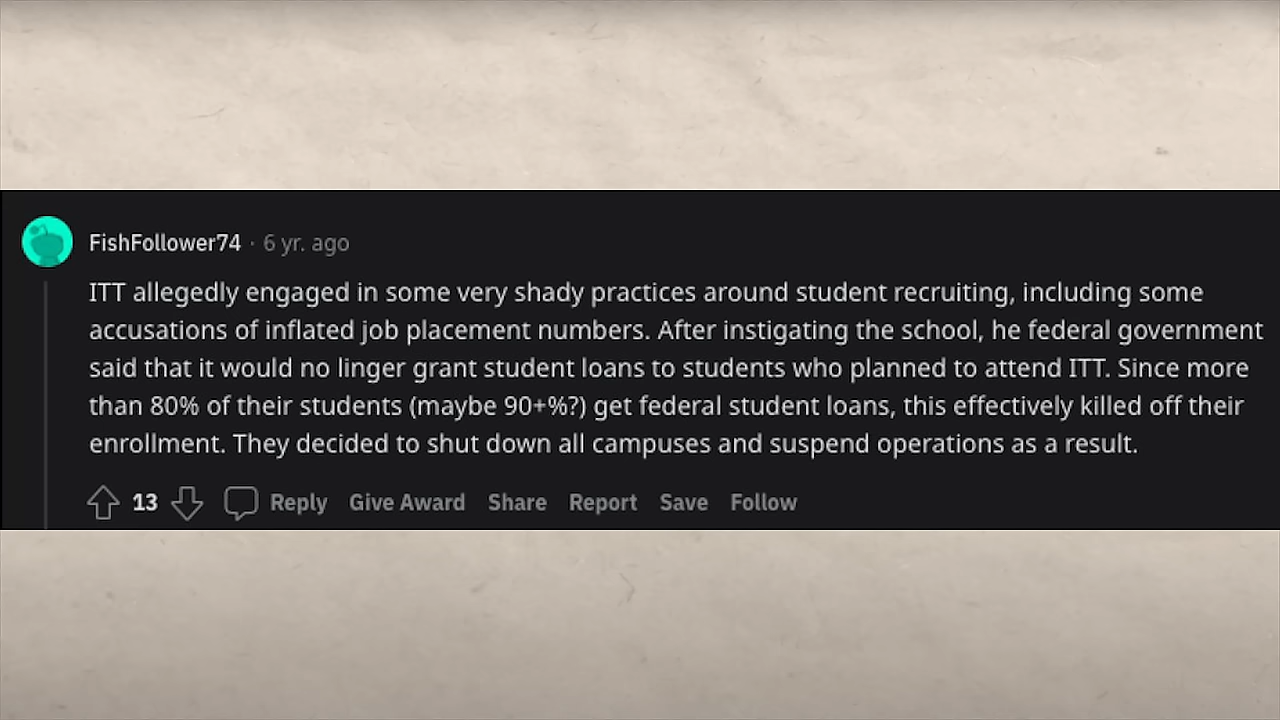 FishFollower74 · 6 yr. ago
ITT allegedly engaged in some very shady practices around student recruiting, including some
accusations of inflated job placement numbers. After instigating the school, he federal government
said that it would no linger grant student loans to students who planned to attend ITT. Since more
than 80% of their students (maybe 90+%?) get federal student loans, this effectively killed off their
enrollment. They decided to shut down all campuses and suspend operations as a result.
13 Reply Give Award Share Report Save Follow